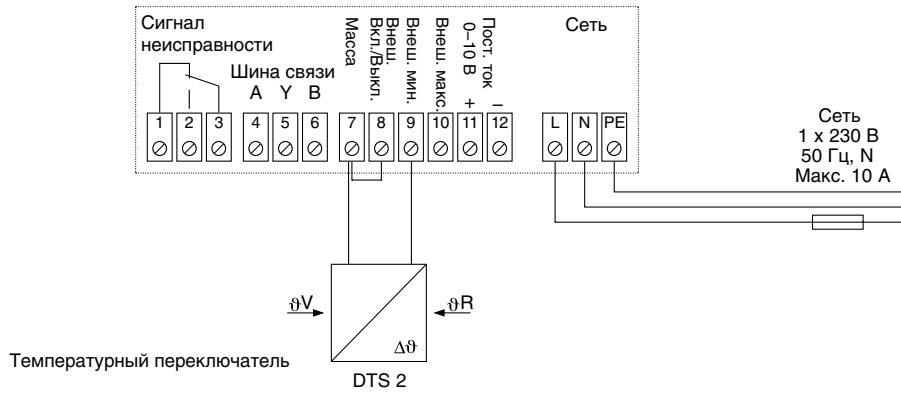 Сигнал
неисправности
Шина связи
A Y B
Масса
Внеш.
Вкл./Выкл.
Внеш. мин.
Внеш. макс.
Пост. ток
0–10 В
+ –
Сеть
1 2 3 4 5 6 7 8 9 10 11 12 L N PE
Сеть
1 x 230 В
50 Гц, N
Макс. 10 А
ϑV ϑR
Δϑ
Температурный переключатель
DTS 2